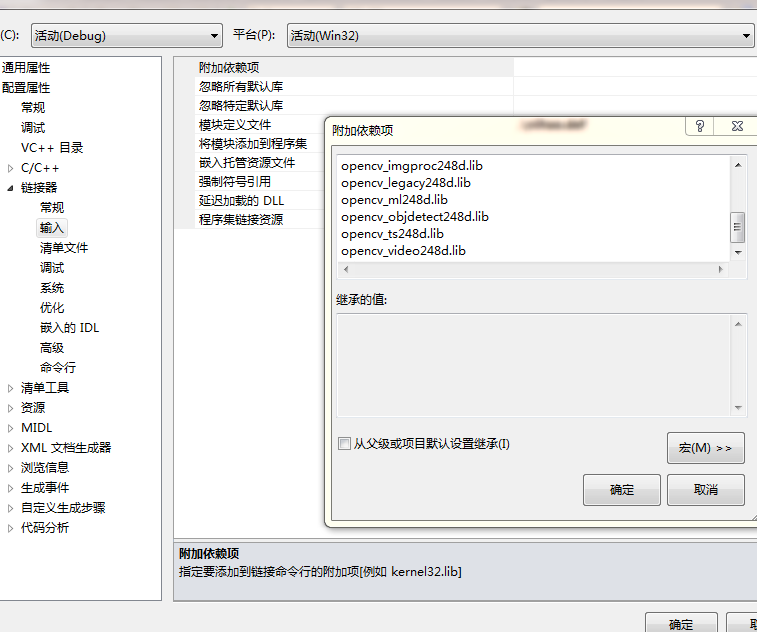 (C): 活动(Debug) 平台(P): 活动(Win32)
通用属性
配置属性
常规
调试
VC++ 目录
C/C++
链接器
常规
输入
清单文件
调试
系统
优化
嵌入的 IDL
高级
命令行
清单工具
资源
MIDL
XML 文档生成器
浏览信息
生成事件
自定义生成步骤
代码分析
附加依赖项
忽略所有默认库
忽略特定默认库
模块定义文件
将模块添加到程序集
嵌入托管资源文件
强制符号引用
延迟加载的 DLL
程序集链接资源
附加依赖项
opencv_imgproc248d.lib
opencv_legacy248d.lib
opencv_ml248d.lib
opencv_objdetect248d.lib
opencv_ts248d.lib
opencv_video248d.lib
继承的值:
从父级或项目默认设置继承(I)
宏(M) >>
确定 取消
附加依赖项
指定要添加到链接命令行的附加项[例如 kernel32.lib]
确定